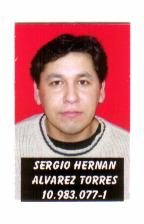 SERGIO HERNAN
ALVAREZ TORRES
10.983.077-1